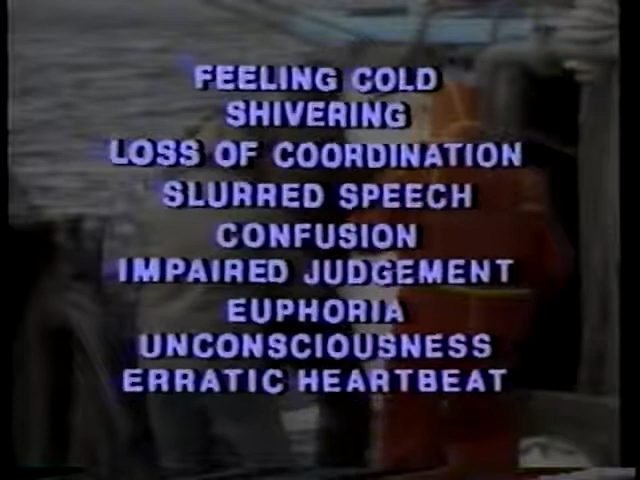 FEELING COLD
SHIVERING
LOSS OF COORDINATION
SLURRED SPEECH
CONFUSION
IMPAIRED JUDGEMENT
EUPHORIA
UNCONSCIOUSNESS
ERRATIC HEARTBEAT